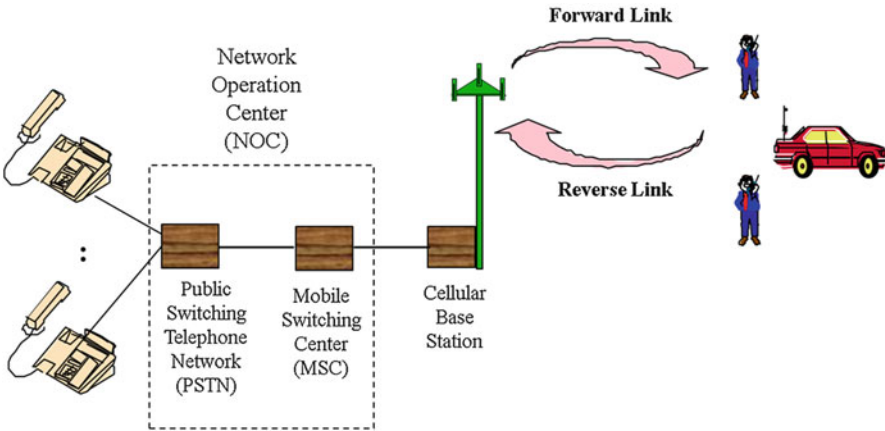 Forward Link
Network
Operation
Center
(NOC)
Reverse Link
Public
Switching
Telephone
Network
(PSTN)
Mobile
Switching
Center
(MSC)
Cellular
Base
Station